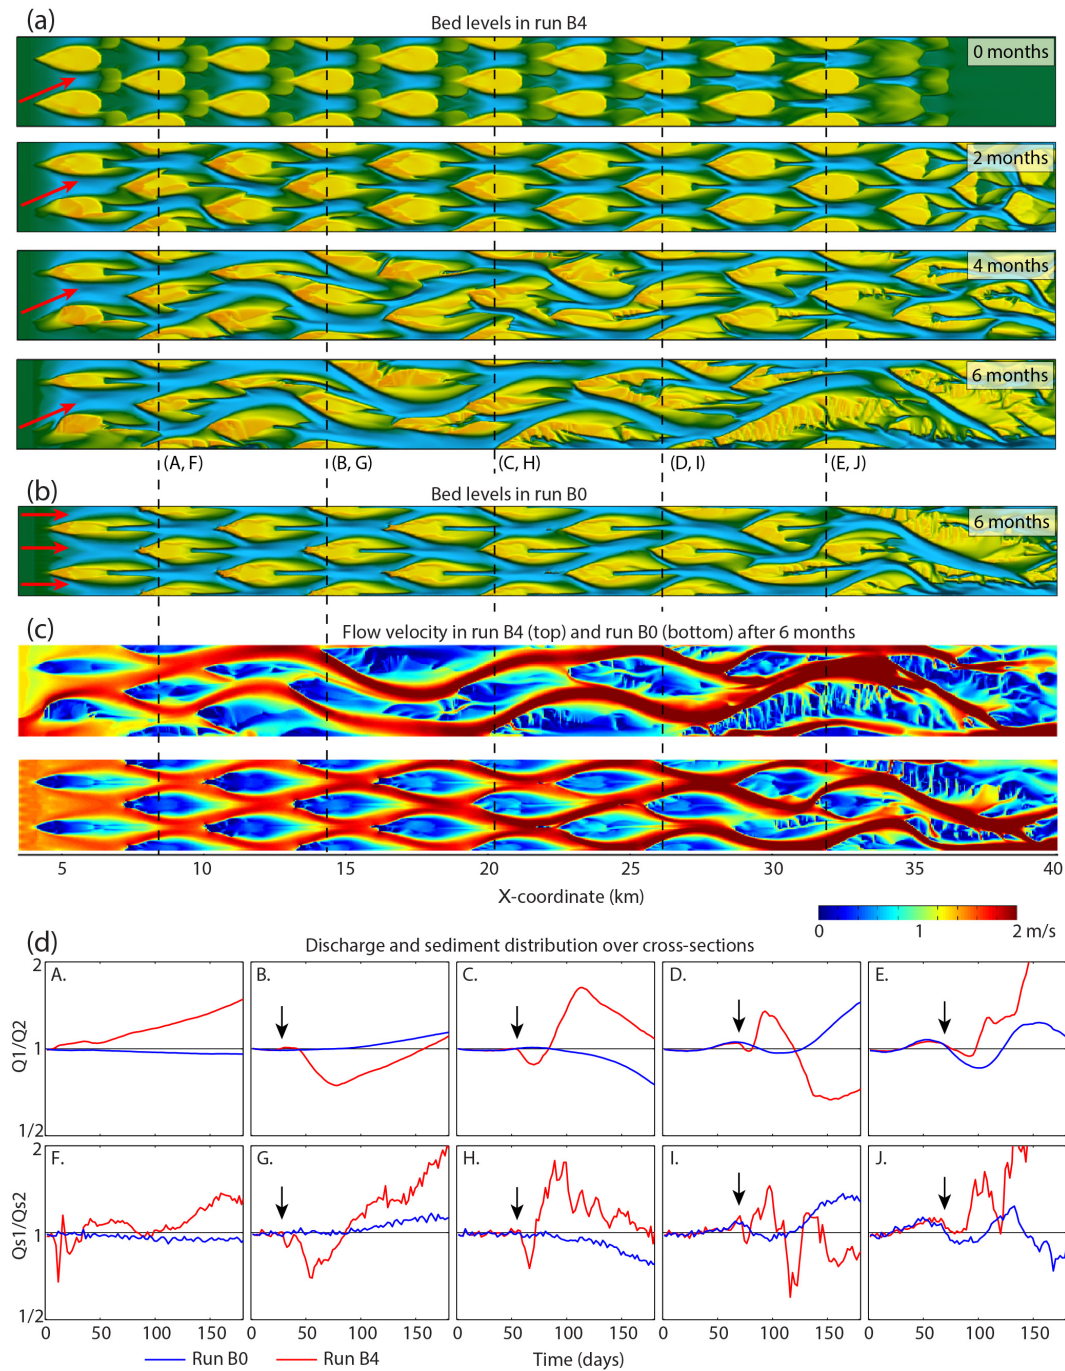 (a)
Bed levels in run B4
0 months
2 months
4 months
6 months
(A, F)
(B, G)
(C, H)
(D, I)
(E, J)
(b)
Bed levels in run B0
6 months
(c)
Flow velocity in run B4 (top) and run B0 (bottom) after 6 months
5 10 15 20 25 30 35 40
X-coordinate (km)
0 1 2 m/s
(d)
Discharge and sediment distribution over cross-sections
2
A. B. C. D. E.
Q1/Q2
1
1/2
2
F. G. H. I. J.
Qs1/Qs2
1
1/2
0 50 100 150 0 50 100 150 0 50 100 150 0 50 100 150 0 50 100 150
Run B0 Run B4 Time (days)